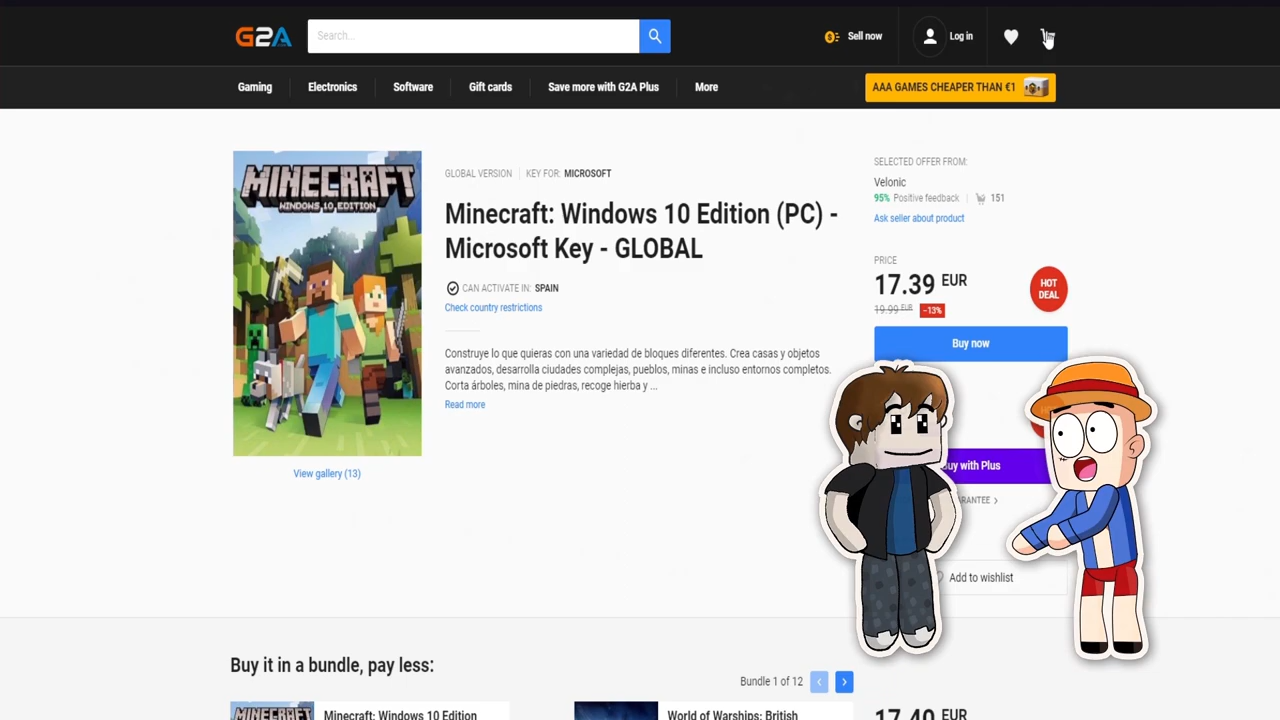 G2A
Search...
Sell now
Log in
Gaming
Electronics
Software
Gift cards
Save more with G2A Plus
More
AAA GAMES CHEAPER THAN €1
MINECRAFT
WINDOWS 10 EDITION
View gallery (13)
GLOBAL VERSION
KEY FOR: MICROSOFT
Minecraft: Windows 10 Edition (PC) -
Microsoft Key - GLOBAL
CAN ACTIVATE IN: SPAIN
Check country restrictions
Construye lo que quieras con una variedad de bloques diferentes. Crea casas y objetos
avanzados, desarrolla ciudades complejas, pueblos, minas e incluso entornos completos.
Corta árboles, mina de piedras, recoge hierba y ...
Read more
SELECTED OFFER FROM:
Velonic
95% Positive feedback
151
Ask seller about product
PRICE
17.39 EUR
19.99 EUR
-13%
HOT
DEAL
Buy now
with Plus
Add to wishlist
Buy it in a bundle, pay less:
Bundle 1 of 12
MINECRAFT
Minecraft: Windows 10 Edition
World of Warships: British
17.40 EUR